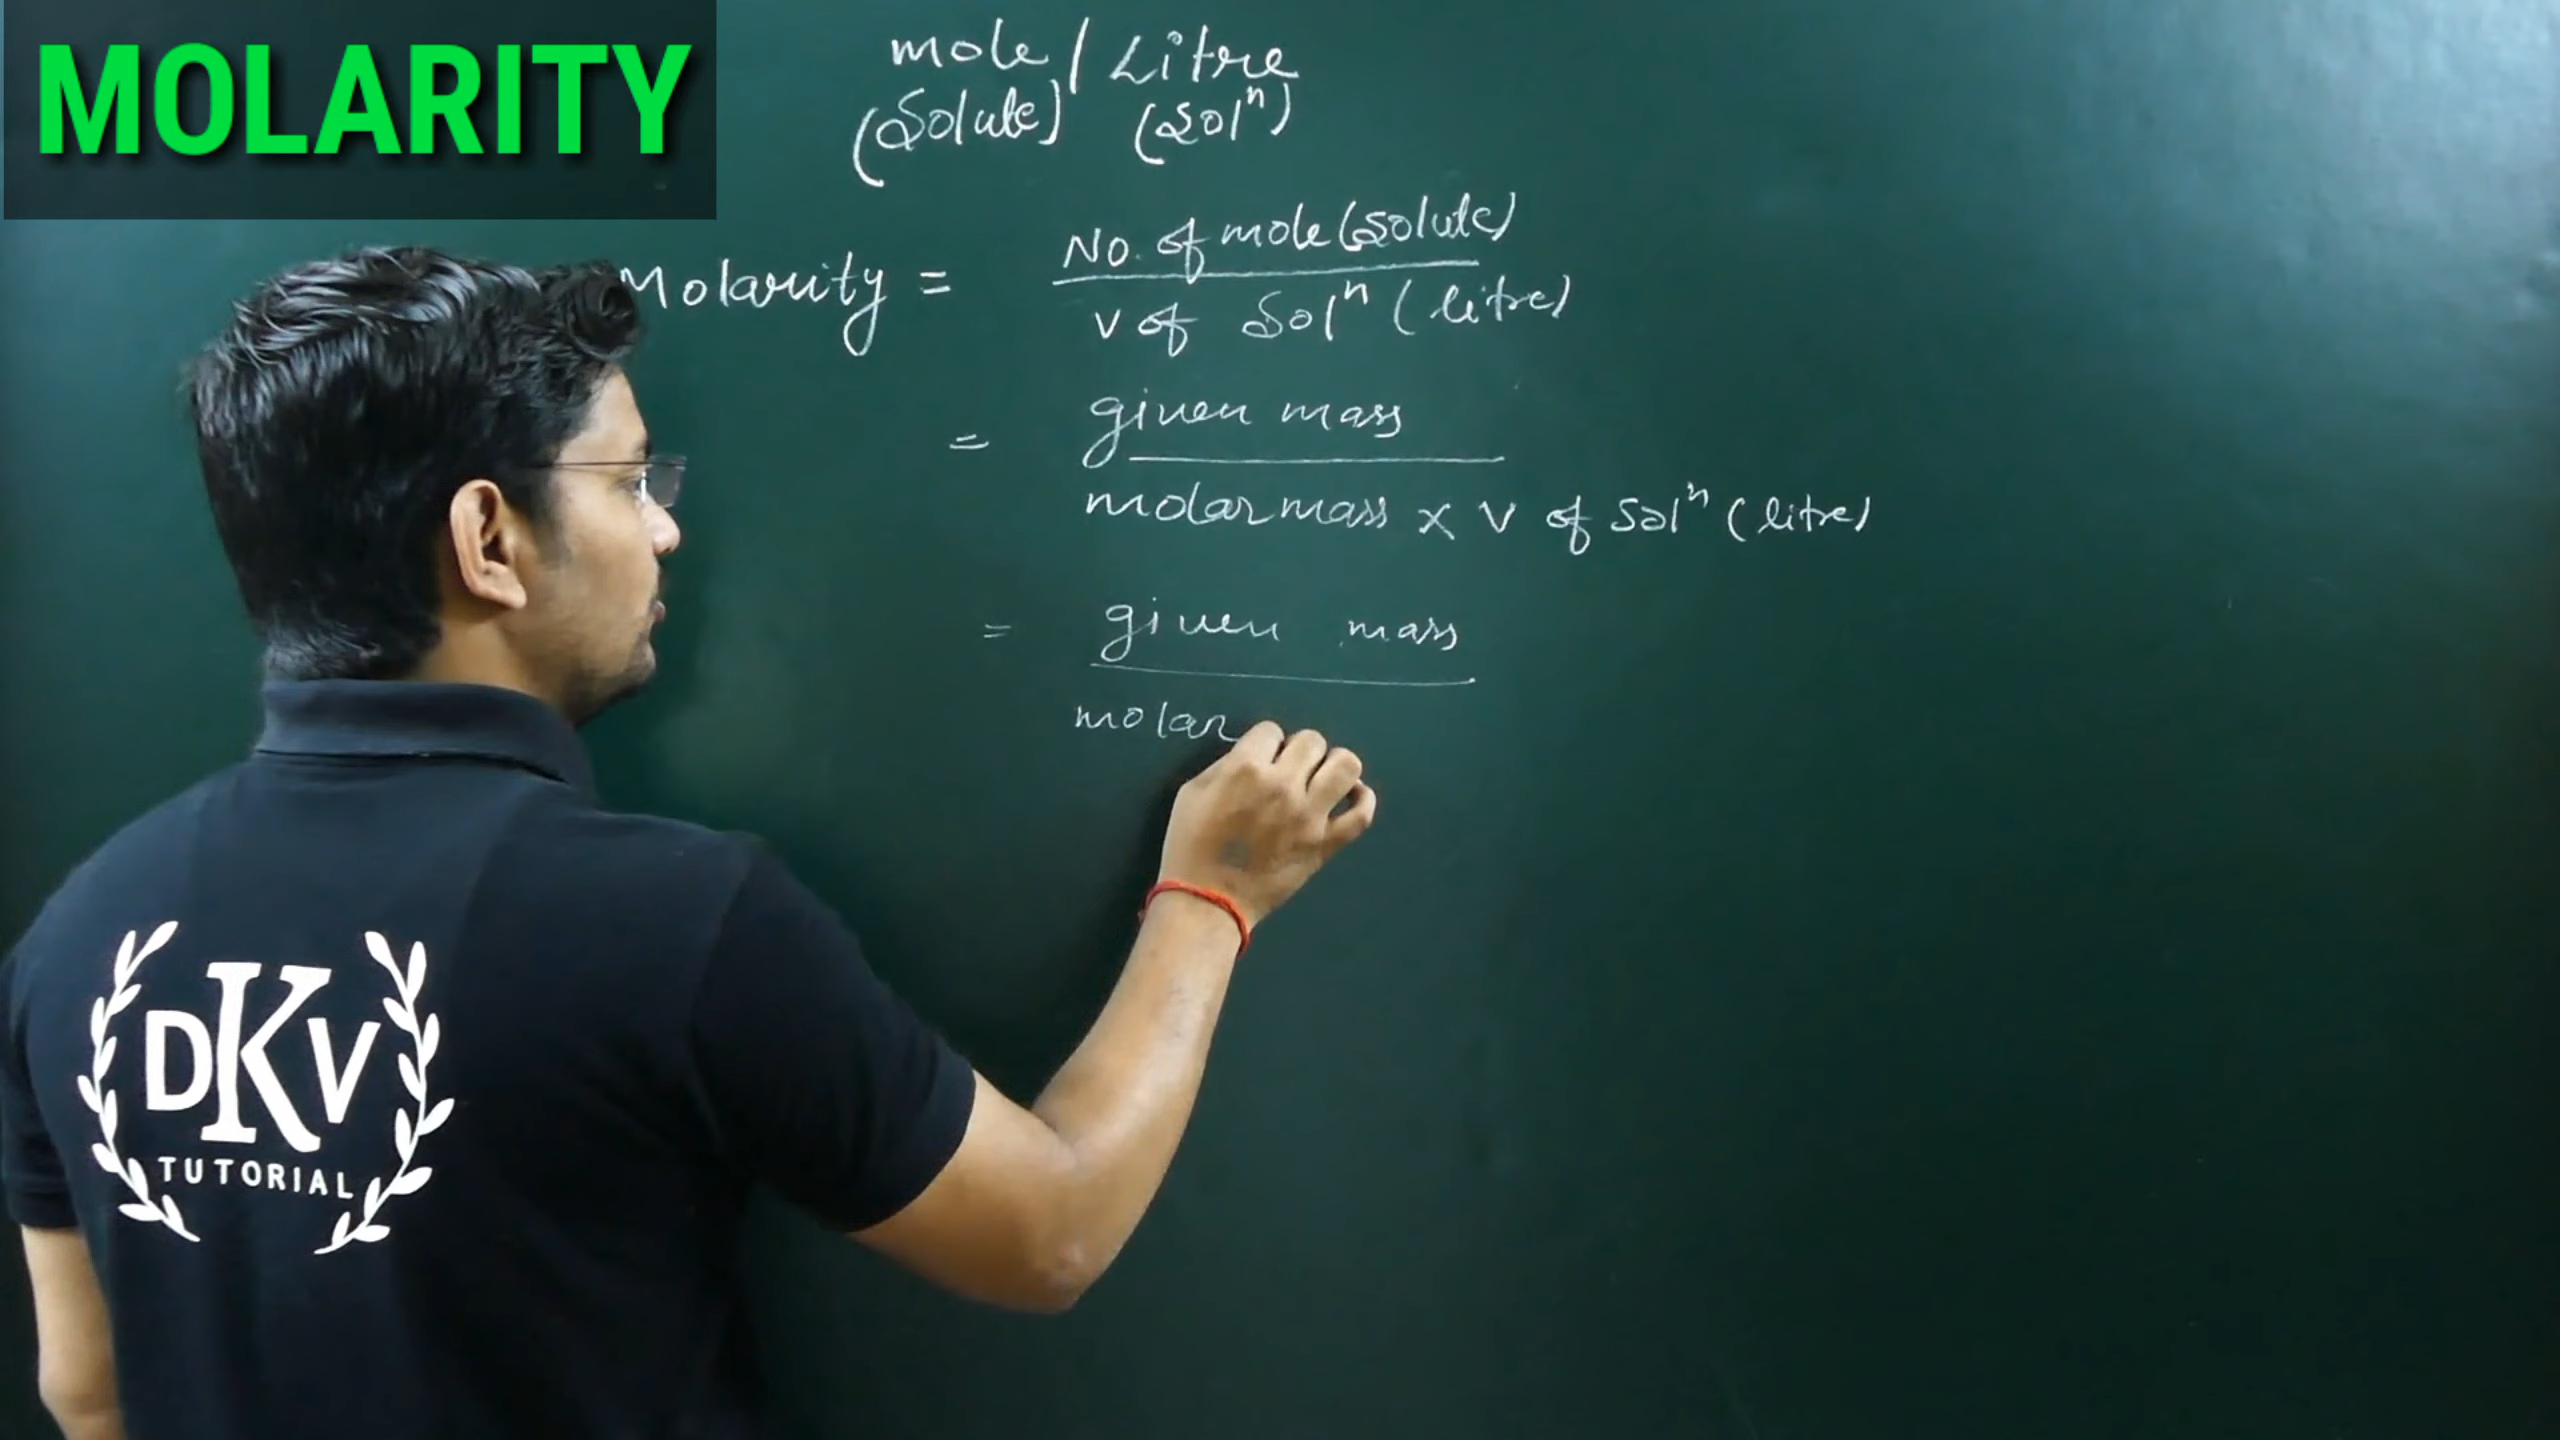 MOLARITY
mole / Litre
(Solute) (Solⁿ)
Molarity = No. of mole (Solute)
V of Solⁿ (litre)
= given mass
molar mass x V of Solⁿ (litre)
= given mass
molar
DKV
TUTORIAL